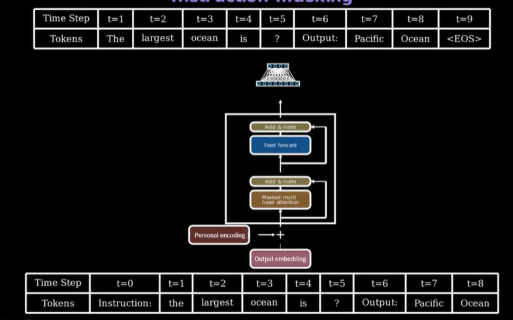 Instruction Masking
Time Step t=1 t=2 t=3 t=4 t=5 t=6 t=7 t=8 t=9
Tokens The largest ocean is ? Output: Pacific Ocean <EOS>
Add & norm
Feed forward
Add & norm
Masked multi
head attention
Personal encoding
+
Output embedding
Time Step t=0 t=1 t=2 t=3 t=4 t=5 t=6 t=7 t=8
Tokens Instruction: the largest ocean is ? Output: Pacific Ocean